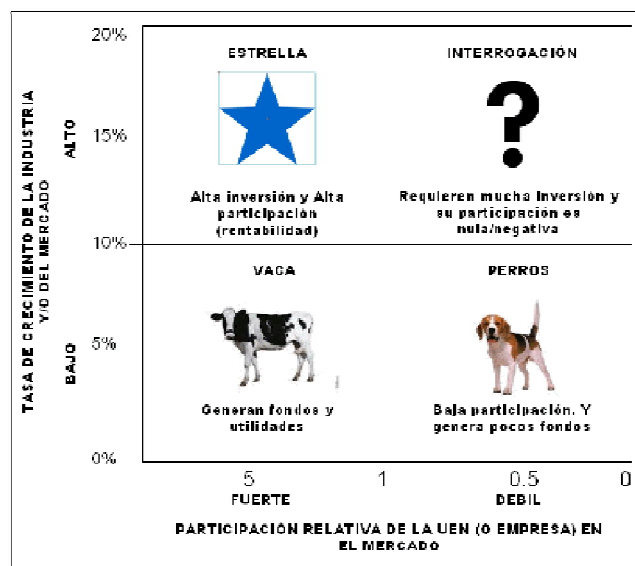 20%
ESTRELLA
INTERROGACIÓN
15%
Alta inversión y Alta
participación
(rentabilidad)
Requieren mucha inversión y
su participación es
nula/negativa
ALTO
TASA DE CRECIMIENTO DE LA INDUSTRIA
Y/O DEL MERCADO
10%
VACA
PERROS
BAJO
5%
Generan fondos y
utilidades
Baja participación. Y
genera pocos fondos
0%
5
1
0.5
0
FUERTE
DEBIL
PARTICIPACIÓN RELATIVA DE LA UEN (O EMPRESA) EN
EL MERCADO